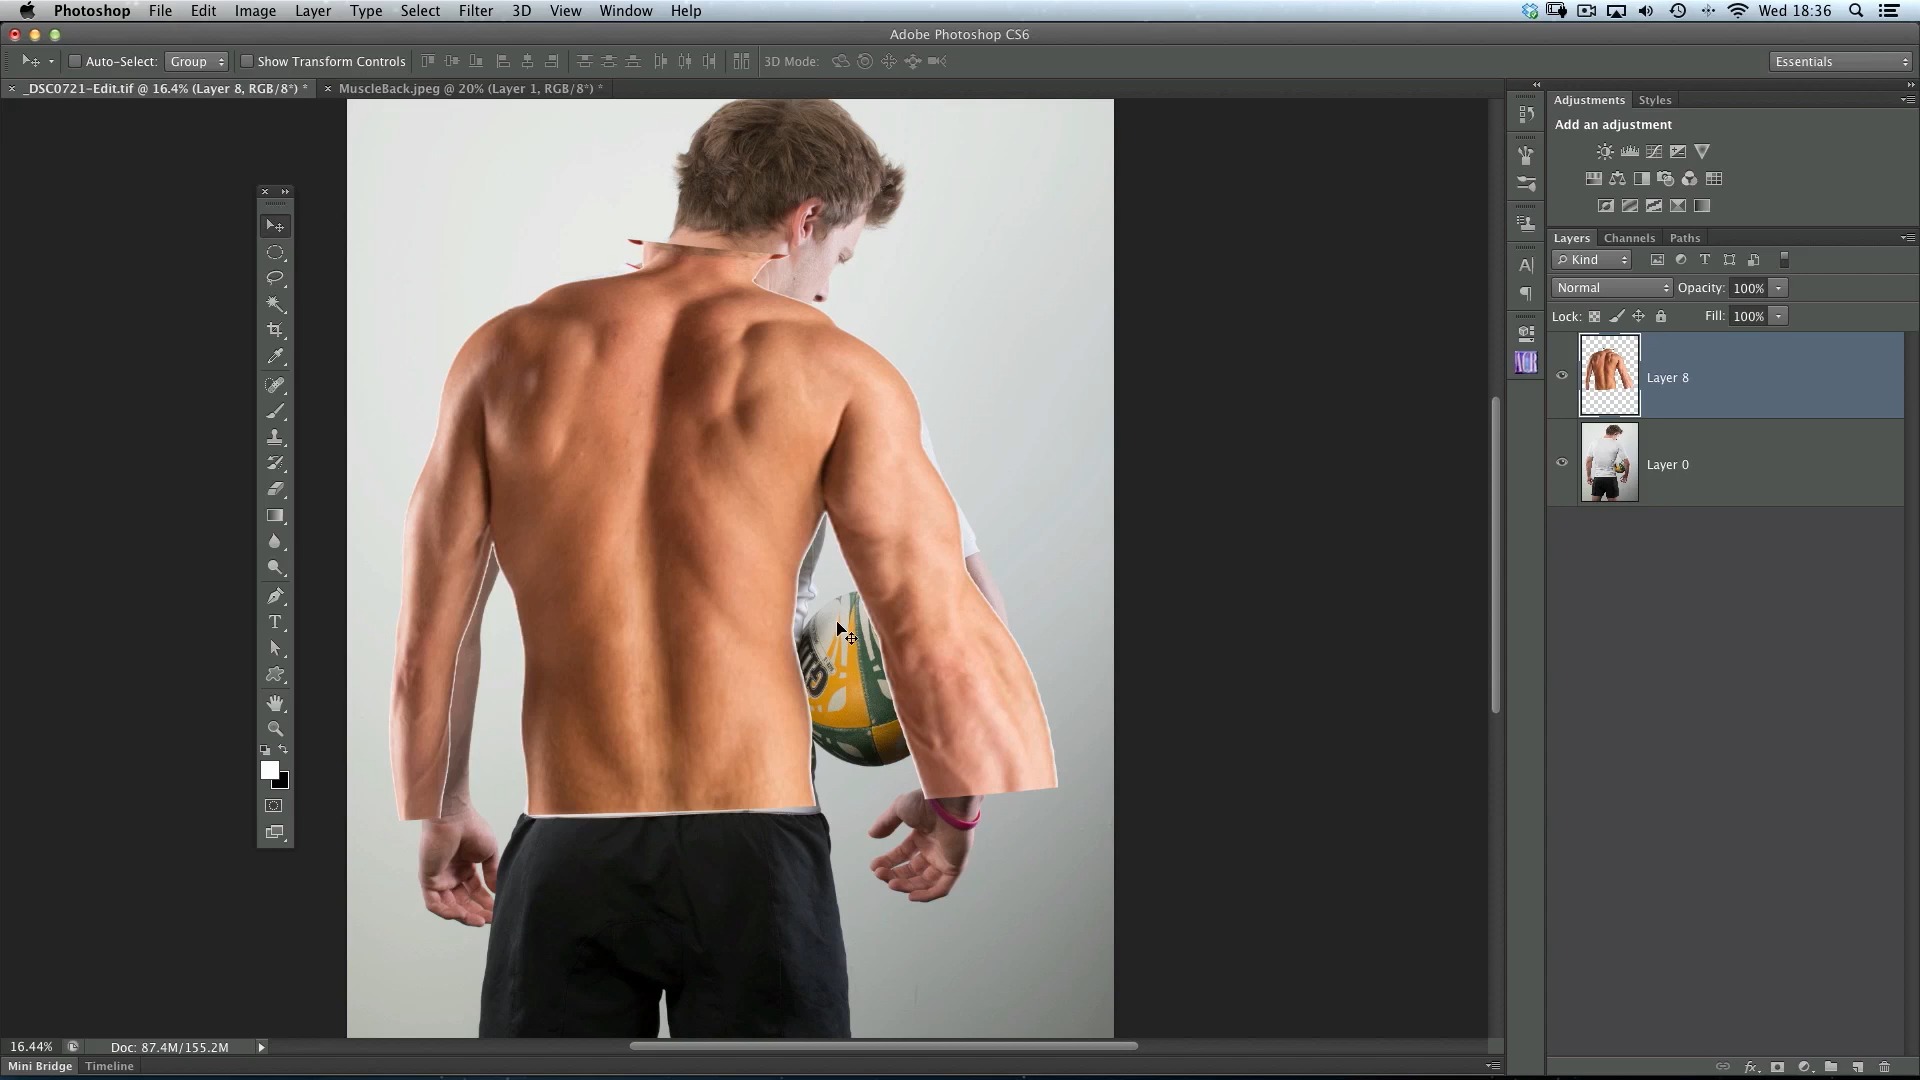 Photoshop File Edit Image Layer Type Select Filter 3D View Window Help Wed 18:36
Adobe Photoshop CS6
Auto-Select: Group Show Transform Controls 3D Mode: Essentials
_DSC0721-Edit.tif @ 16.4% (Layer 8, RGB/8*) * MuscleBack.jpeg @ 20% (Layer 1, RGB/8*) *
Adjustments Styles
Add an adjustment
Layers Channels Paths
Kind
Normal Opacity: 100%
Lock: Fill: 100%
Layer 8
Layer 0
16.44% Doc: 87.4M/155.2M
Mini Bridge Timeline